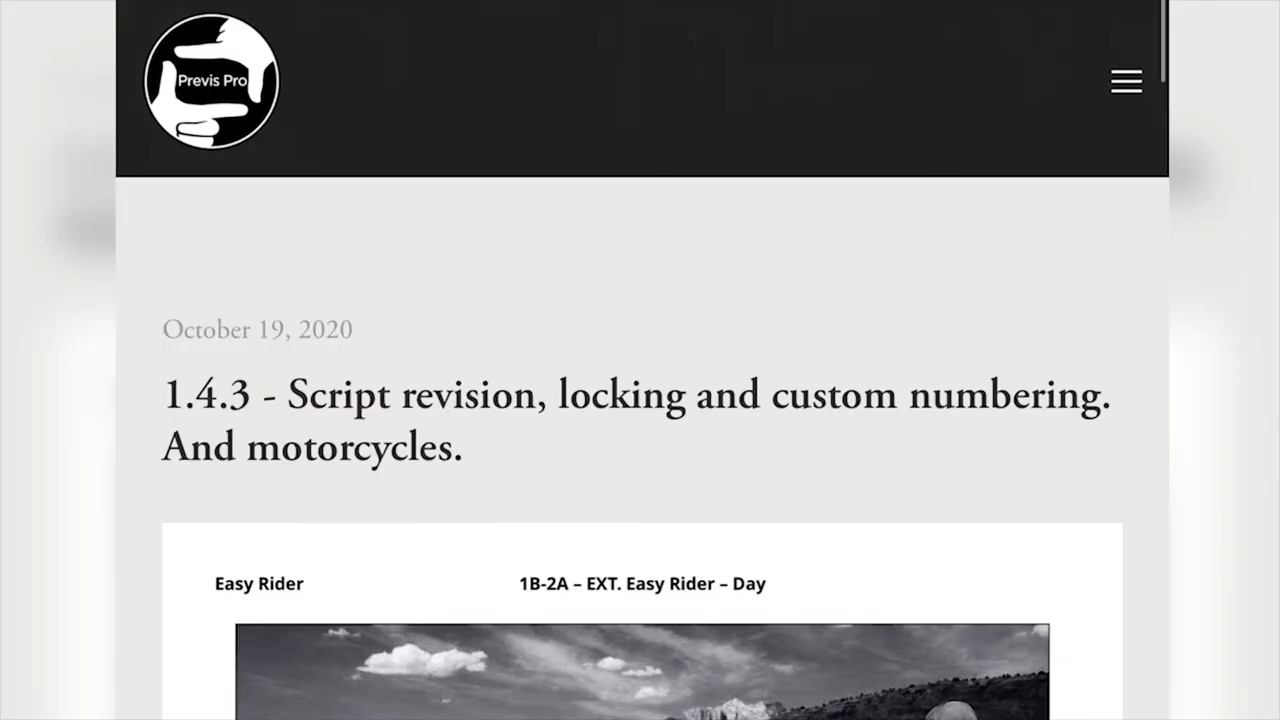 Previs Pro
October 19, 2020
1.4.3 - Script revision, locking and custom numbering.
And motorcycles.
Easy Rider
1B-2A – EXT. Easy Rider – Day